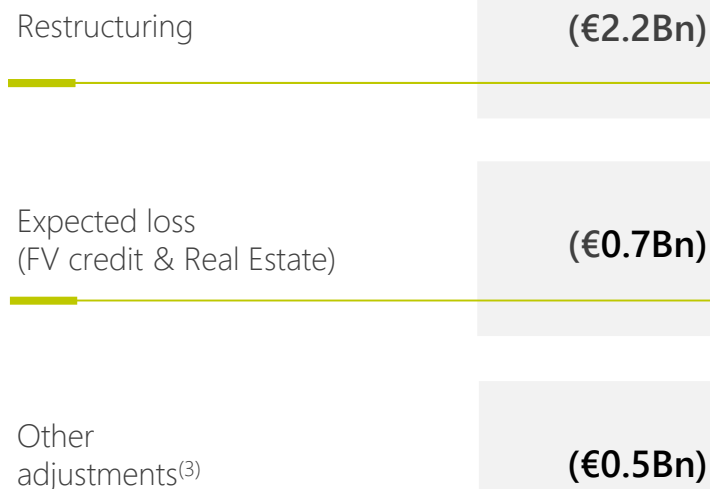 Restructuring (€2.2Bn)
Expected loss
(FV credit & Real Estate) (€0.7Bn)
Other
adjustments(3) (€0.5Bn)